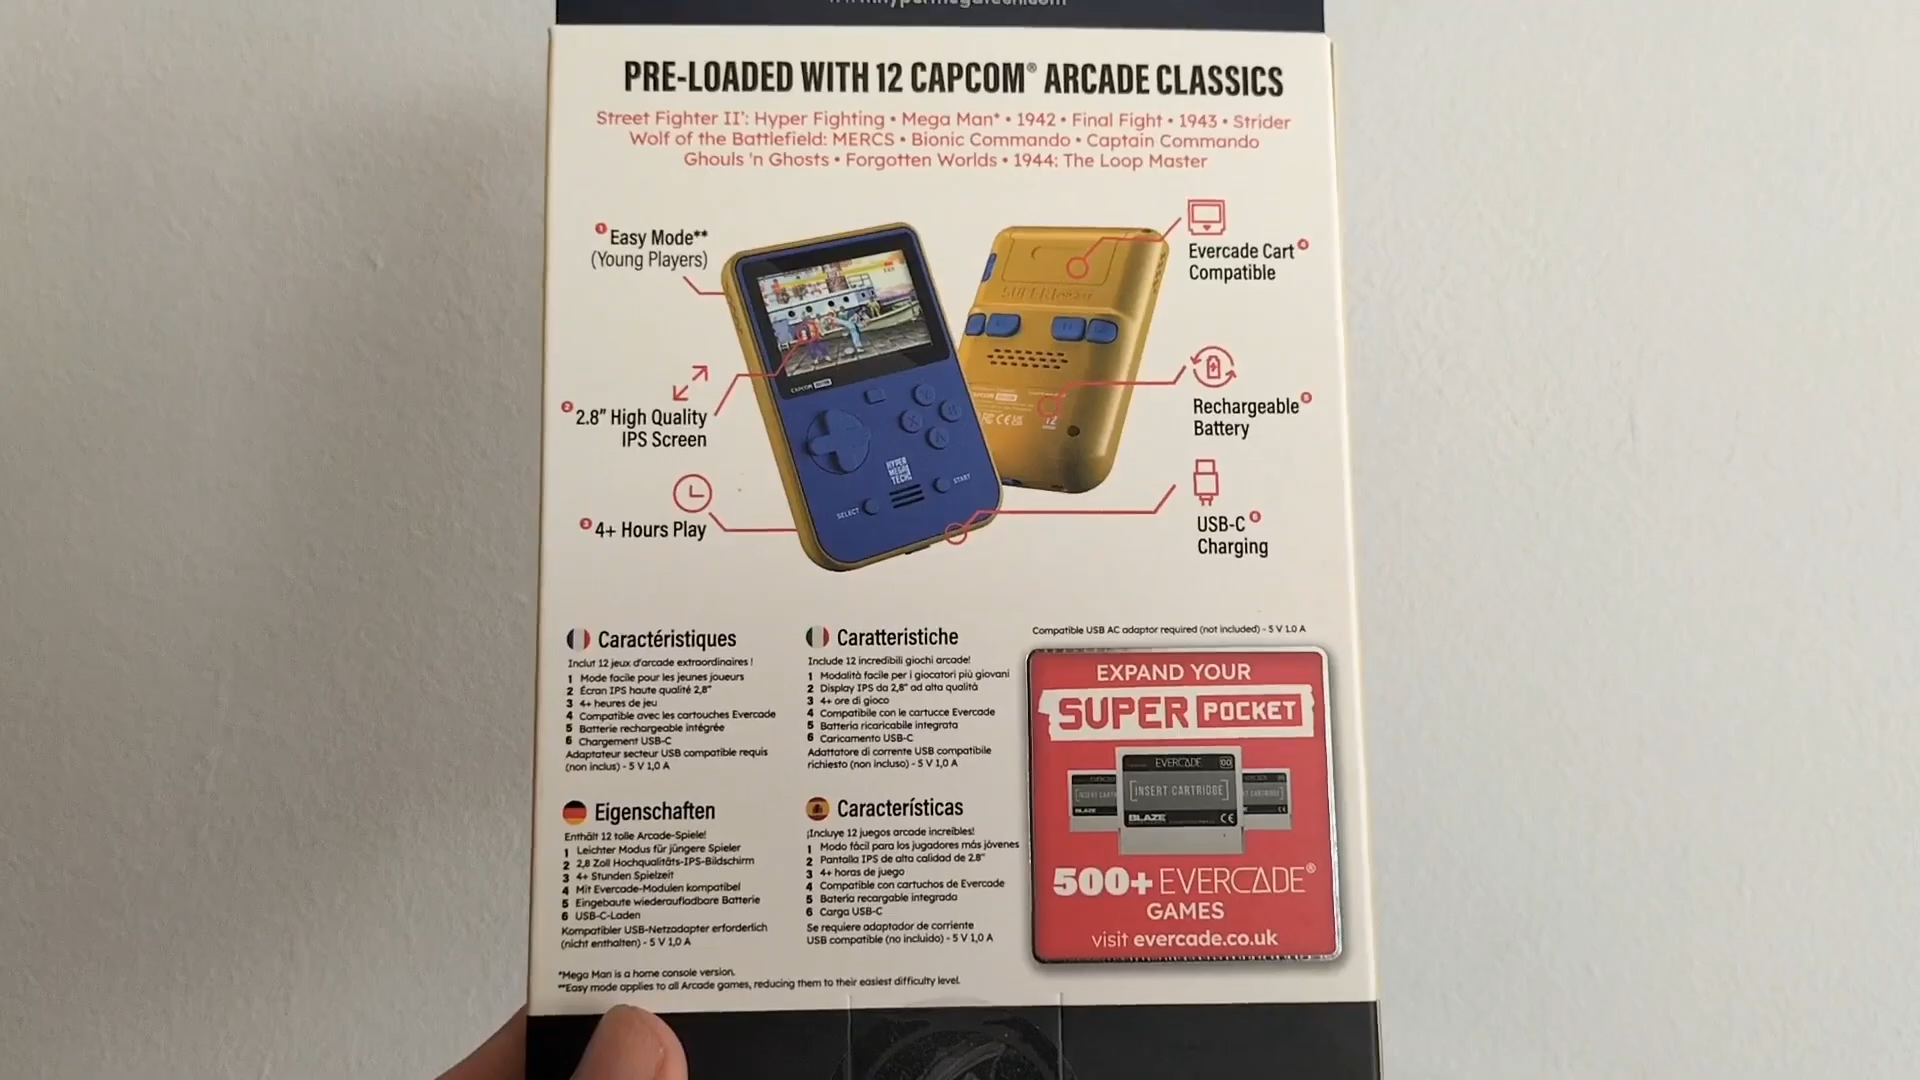 PRE-LOADED WITH 12 CAPCOM® ARCADE CLASSICS
Street Fighter II': Hyper Fighting • Mega Man* • 1942 • Final Fight • 1943 • Strider
Wolf of the Battlefield: MERCS • Bionic Commando • Captain Commando
Ghouls 'n Ghosts • Forgotten Worlds • 1944: The Loop Master
1 Easy Mode**
(Young Players)
2 2.8" High Quality
IPS Screen
3 4+ Hours Play
CAPCOM
HYPER
MEGA
TECH!
SELECT
START
12
Evercade Cart
Compatible
Rechargeable
Battery
USB-C
Charging
Caractéristiques
Inclut 12 jeux d'arcade extraordinaires !
1 Mode facile pour les jeunes joueurs
2 Écran IPS haute qualité 2,8"
3 4+ heures de jeu
4 Compatible avec les cartouches Evercade
5 Batterie rechargeable intégrée
6 Chargement USB-C
Adaptateur secteur USB compatible requis
(non inclus) - 5 V 1,0 A
Caratteristiche
Include 12 incredibili giochi arcade!
1 Modalità facile per i giocatori più giovani
2 Display IPS da 2,8" ad alta qualità
3 4+ ore di gioco
4 Compatibile con le cartucce Evercade
5 Batteria ricaricabile integrata
6 Caricamento USB-C
Adattatore di corrente USB compatibile
richiesto (non incluso) - 5 V 1,0 A
Eigenschaften
Enthält 12 tolle Arcade-Spiele!
1 Leichter Modus für jüngere Spieler
2 2,8 Zoll Hochqualitäts-IPS-Bildschirm
3 4+ Stunden Spielzeit
4 Mit Evercade-Modulen kompatibel
5 Eingebaute wiederaufladbare Batterie
6 USB-C-Laden
Kompatibler USB-Netzadapter erforderlich
(nicht enthalten) - 5 V 1,0 A
Características
¡Incluye 12 juegos arcade increíbles!
1 Modo fácil para los jugadores más jóvenes
2 Pantalla IPS de alta calidad de 2.8"
3 4+ horas de juego
4 Compatible con cartuchos de Evercade
5 Batería recargable integrada
6 Carga USB-C
Se requiere adaptador de corriente
USB compatible (no incluido) - 5 V 1,0 A
Compatible USB AC adaptor required (not included) - 5 V 1.0 A
EXPAND YOUR
SUPER POCKET
EVERCADE 00
[INSERT CARTRIDGE]
BLAZE CE
500+ EVERCADE®
GAMES
visit evercade.co.uk
*Mega Man is a home console version.
**Easy mode applies to all Arcade games, reducing them to their easiest difficulty level.